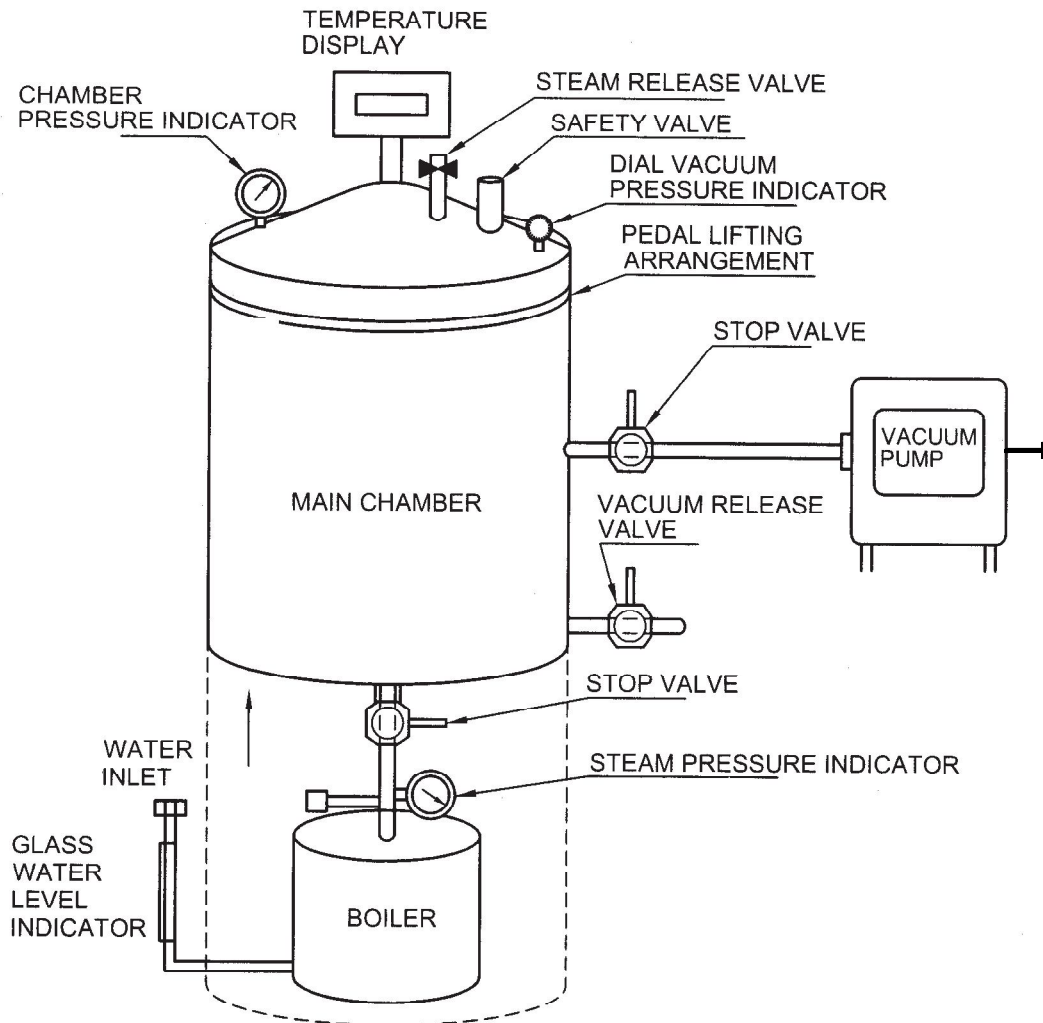 TEMPERATURE
DISPLAY
STEAM RELEASE VALVE
CHAMBER
PRESSURE INDICATOR
SAFETY VALVE
DIAL VACUUM
PRESSURE INDICATOR
PEDAL LIFTING
ARRANGEMENT
STOP VALVE
VACUUM
PUMP
MAIN CHAMBER
VACUUM RELEASE
VALVE
STOP VALVE
WATER
INLET
STEAM PRESSURE INDICATOR
GLASS
WATER
LEVEL
INDICATOR
BOILER